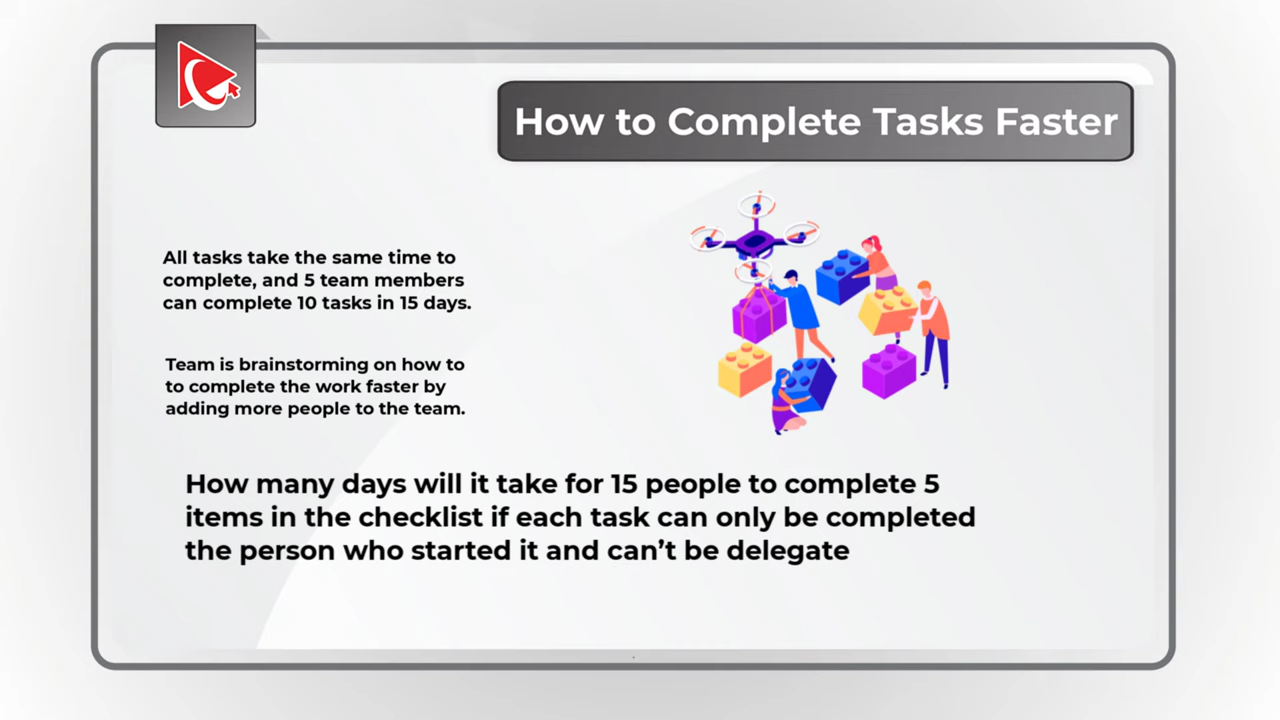 How to Complete Tasks Faster
All tasks take the same time to
complete, and 5 team members
can complete 10 tasks in 15 days.
Team is brainstorming on how to
to complete the work faster by
adding more people to the team.
How many days will it take for 15 people to complete 5
items in the checklist if each task can only be completed
the person who started it and can’t be delegate